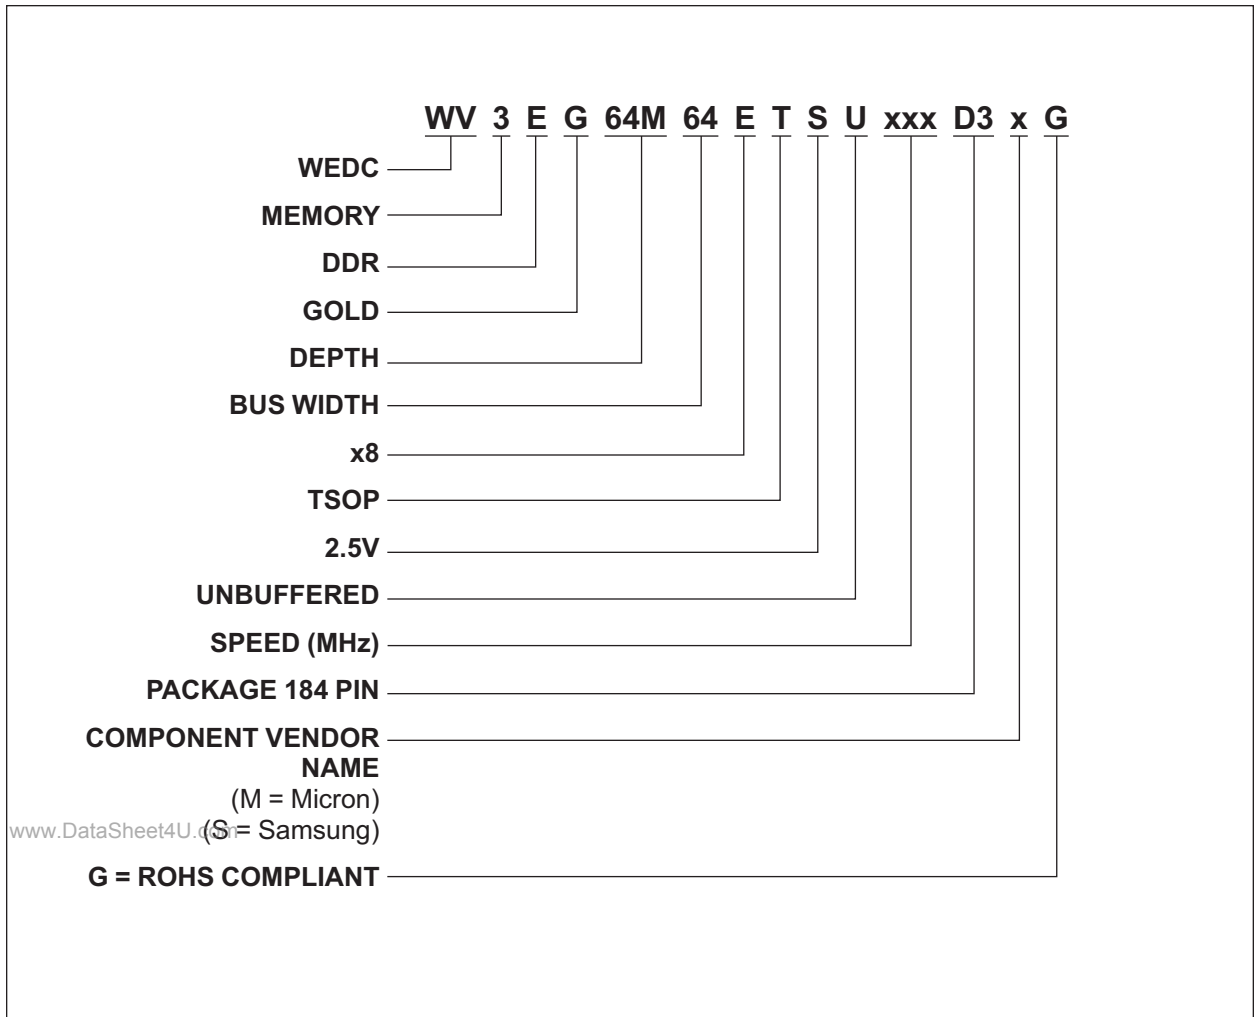 WV 3 E G 64M 64 E T S U xxx D3 x G
WEDC
MEMORY
DDR
GOLD
DEPTH
BUS WIDTH
x8
TSOP
2.5V
UNBUFFERED
SPEED (MHz)
PACKAGE 184 PIN
COMPONENT VENDOR
NAME
(M = Micron)
www.DataSheet4U.com
(S = Samsung)
G = ROHS COMPLIANT